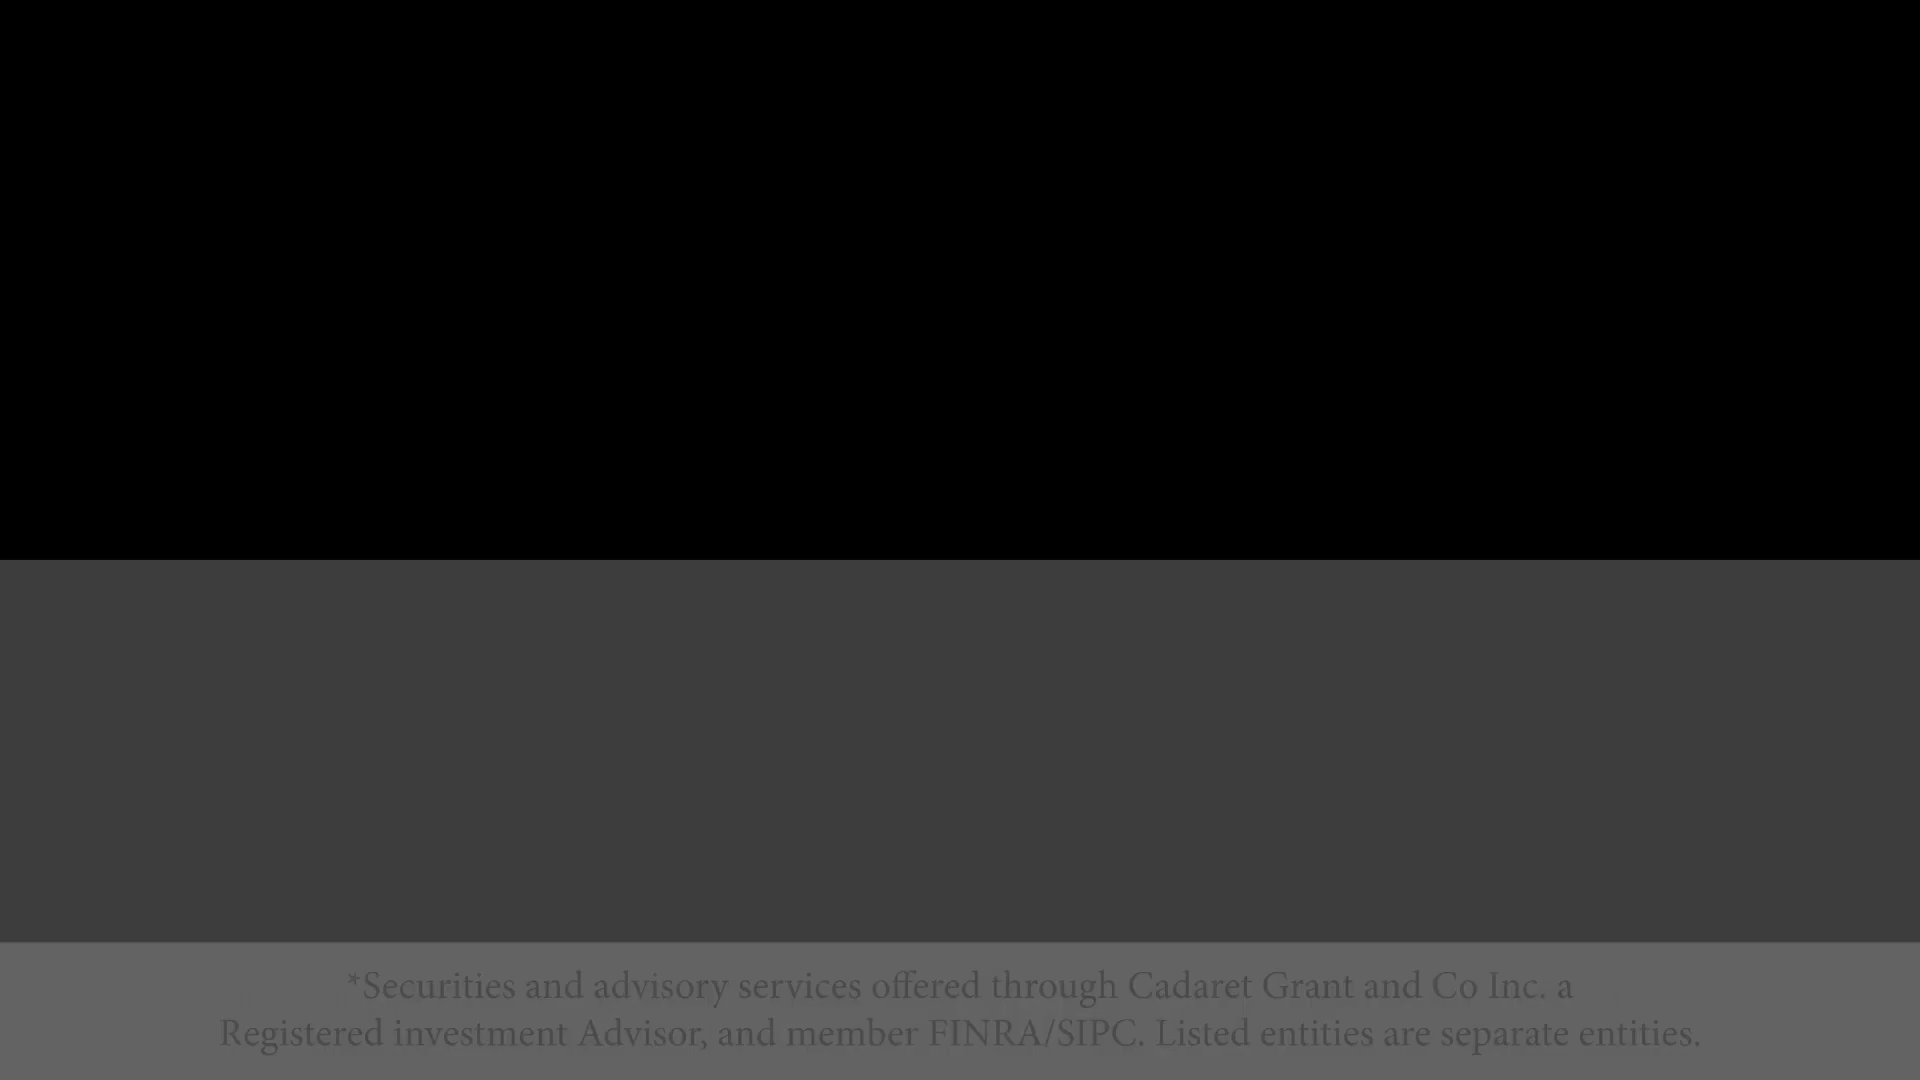 *Securities and advisory services offered through Cadaret Grant and Co Inc. a
Registered investment Advisor, and member FINRA/SIPC. Listed entities are separate entities.